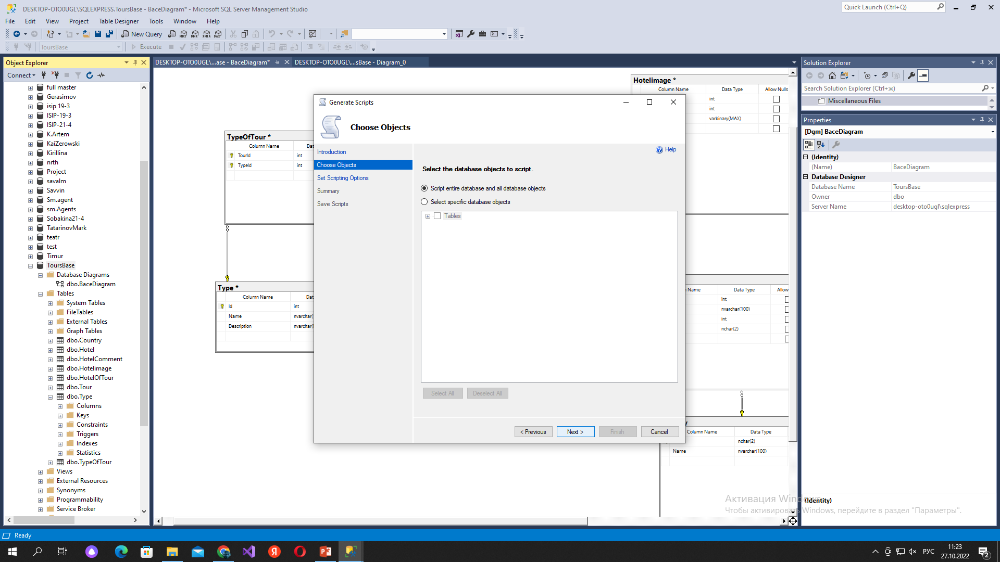 DESKTOP-OTO0UGL\SQLEXPRESS.ToursBase - BaceDiagram* - Microsoft SQL Server Management Studio
Quick Launch (Ctrl+Q)
File Edit View Project Table Designer Tools Window Help
New Query
MDX DMX XMLA DAX
ToursBase
Execute
Object Explorer
Connect
full master
Gerasimov
isip 19-3
ISIP-19-3
ISIP-21-4
K.Artem
KaiZerowski
Kirillina
nrth
Project
savalm
Savvin
Sm.agent
sm.Agents
Sobakina21-4
TatarinovMark
teatr
test
Timur
ToursBase
Database Diagrams
dbo.BaceDiagram
Tables
System Tables
FileTables
External Tables
Graph Tables
dbo.Country
dbo.Hotel
dbo.HotelComment
dbo.Hotelimage
dbo.HotelOfTour
dbo.Tour
dbo.Type
Columns
Keys
Constraints
Triggers
Indexes
Statistics
dbo.TypeOfTour
Views
External Resources
Synonyms
Programmability
Service Broker
DESKTOP-OTO0UGL\...ase - BaceDiagram*
DESKTOP-OTO0UGL\...sBase - Diagram_0
TypeOfTour *
Column Name Dat
TourId int
TypeId int
Type *
Column Name Dat
Id int
Name nvarchar(
Description nvarchar(
Hotelimage *
Column Name Data Type Allow Nulls
int
int
varbinary(MAX)
Name Data Type Allow
int
nvarchar(100)
int
nchar(2)
y
Column Name Data Type
nchar(2)
Name nvarchar(100)
Generate Scripts
Choose Objects
Introduction
Choose Objects
Set Scripting Options
Summary
Save Scripts
Help
Select the database objects to script.
Script entire database and all database objects
Select specific database objects
Tables
Select All Deselect All
< Previous Next > Finish Cancel
Solution Explorer
Search Solution Explorer (Ctrl+ж)
Miscellaneous Files
Properties
[Dgm] BaceDiagram
(Identity)
(Name) BaceDiagram
Database Designer
Database Name ToursBase
Owner dbo
Server Name desktop-oto0ugl\sqlexpress
(Identity)
Активация Windows
Чтобы активировать Windows, перейдите в раздел "Параметры".
Ready
РУС
11:23
27.10.2022
2